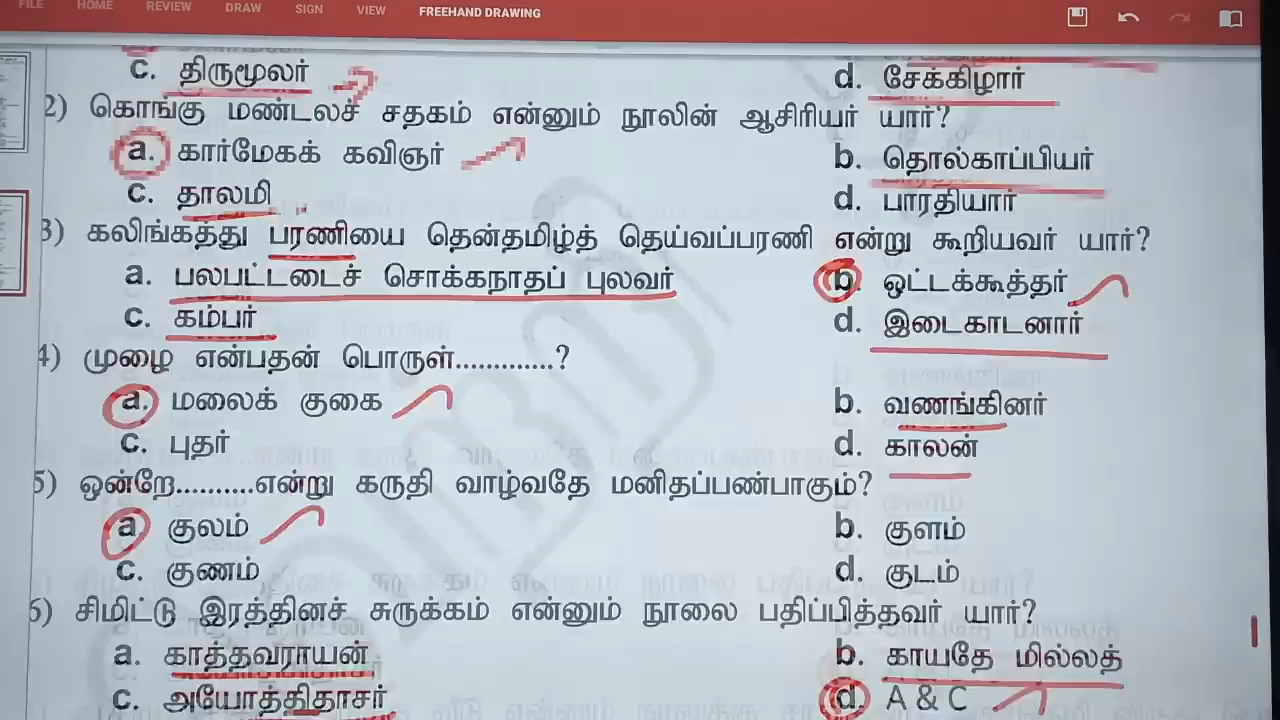 FILE HOME REVIEW DRAW SIGN VIEW FREEHAND DRAWING
c. திருமூலர் d. சேக்கிழார்
2) கொங்கு மண்டலச் சதகம் என்னும் நூலின் ஆசிரியர் யார்?
a. கார்மேகக் கவிஞர் b. தொல்காப்பியர்
c. தாலமி d. பாரதியார்
3) கலிங்கத்து பரணியை தென்தமிழ்த் தெய்வப்பரணி என்று கூறியவர் யார்?
a. பலபட்டடைச் சொக்கநாதப் புலவர் b. ஒட்டக்கூத்தர்
c. கம்பர் d. இடைகாடனார்
4) முழை என்பதன் பொருள்............?
a. மலைக் குகை b. வணங்கினர்
c. புதர் d. காலன்
5) ஒன்றே..........என்று கருதி வாழ்வதே மனிதப்பண்பாகும்?
a. குலம் b. குளம்
c. குணம் d. குடம்
6) சிமிட்டு இரத்தினச் சுருக்கம் என்னும் நூலை பதிப்பித்தவர் யார்?
a. காத்தவராயன் b. காயதே மில்லத்
c. அயோத்திதாசர் d. A & C